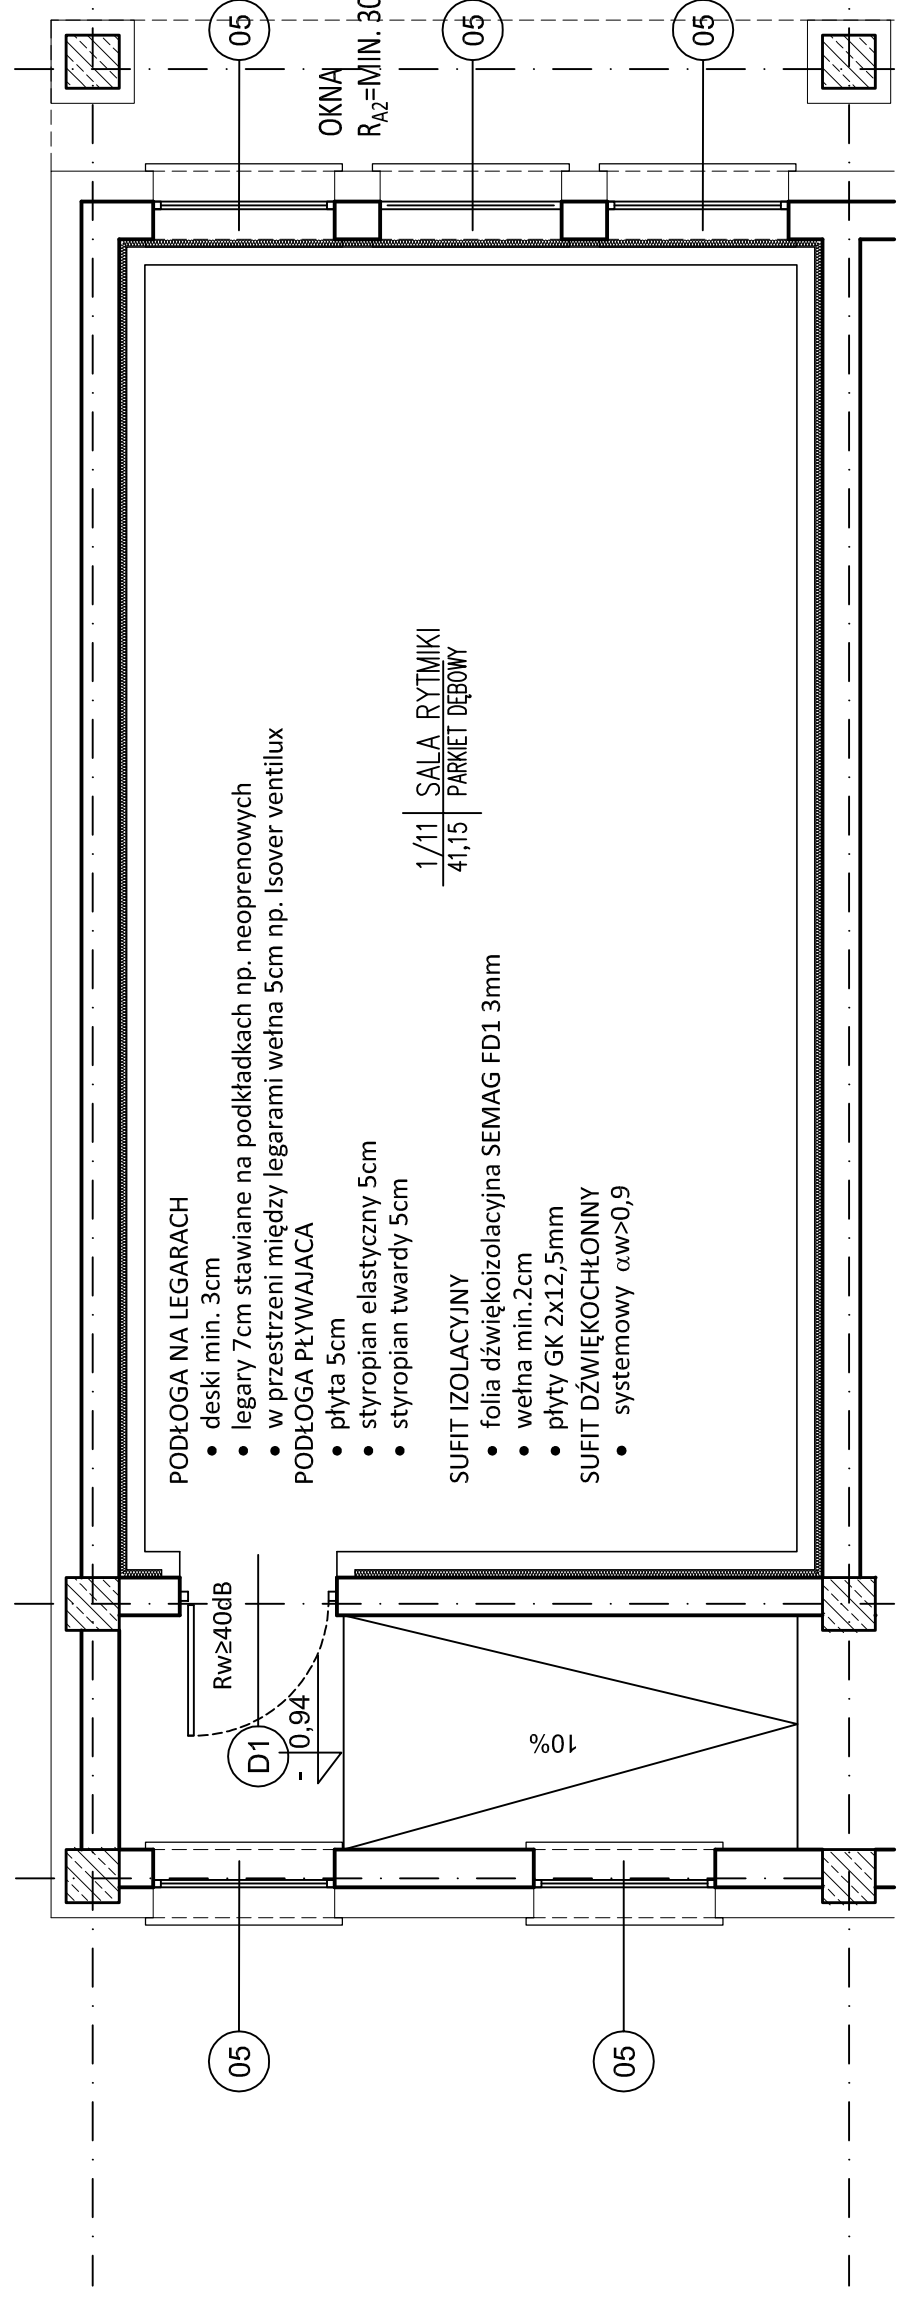 PODŁOGA NA LEGARACH
• deski min. 3cm
• legary 7cm stawiane na podkładkach np. neoprenowych
• w przestrzeni między legarami wełna 5cm np. Isover ventilux
PODŁOGA PŁYWAJACA
• płyta 5cm
• styropian elastyczny 5cm
• styropian twardy 5cm
SUFIT IZOLACYJNY
• folia dźwiękoizolacyjna SEMAG FD1 3mm
• wełna min.2cm
• płyty GK 2x12,5mm
SUFIT DŹWIĘKOCHŁONNY
• systemowy αw>0,9
1/11 SALA RYTMIKI
41,15 PARKIET DĘBOWY
OKNA
RA2=MIN. 30
Rw≥40dB
D1
- 0,94
10%
05
05
05
05
05